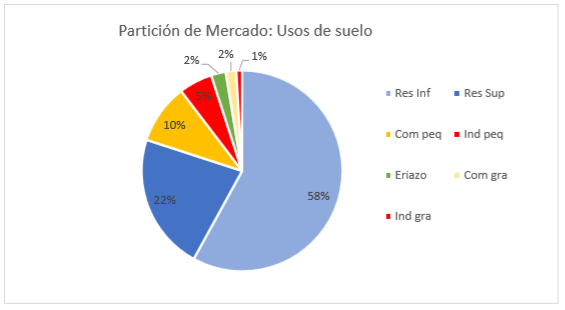 Partición de Mercado: Usos de suelo
2%
2%
1%
5%
10%
22%
58%
Res Inf
Res Sup
Com peq
Ind peq
Eriazo
Com gra
Ind gra